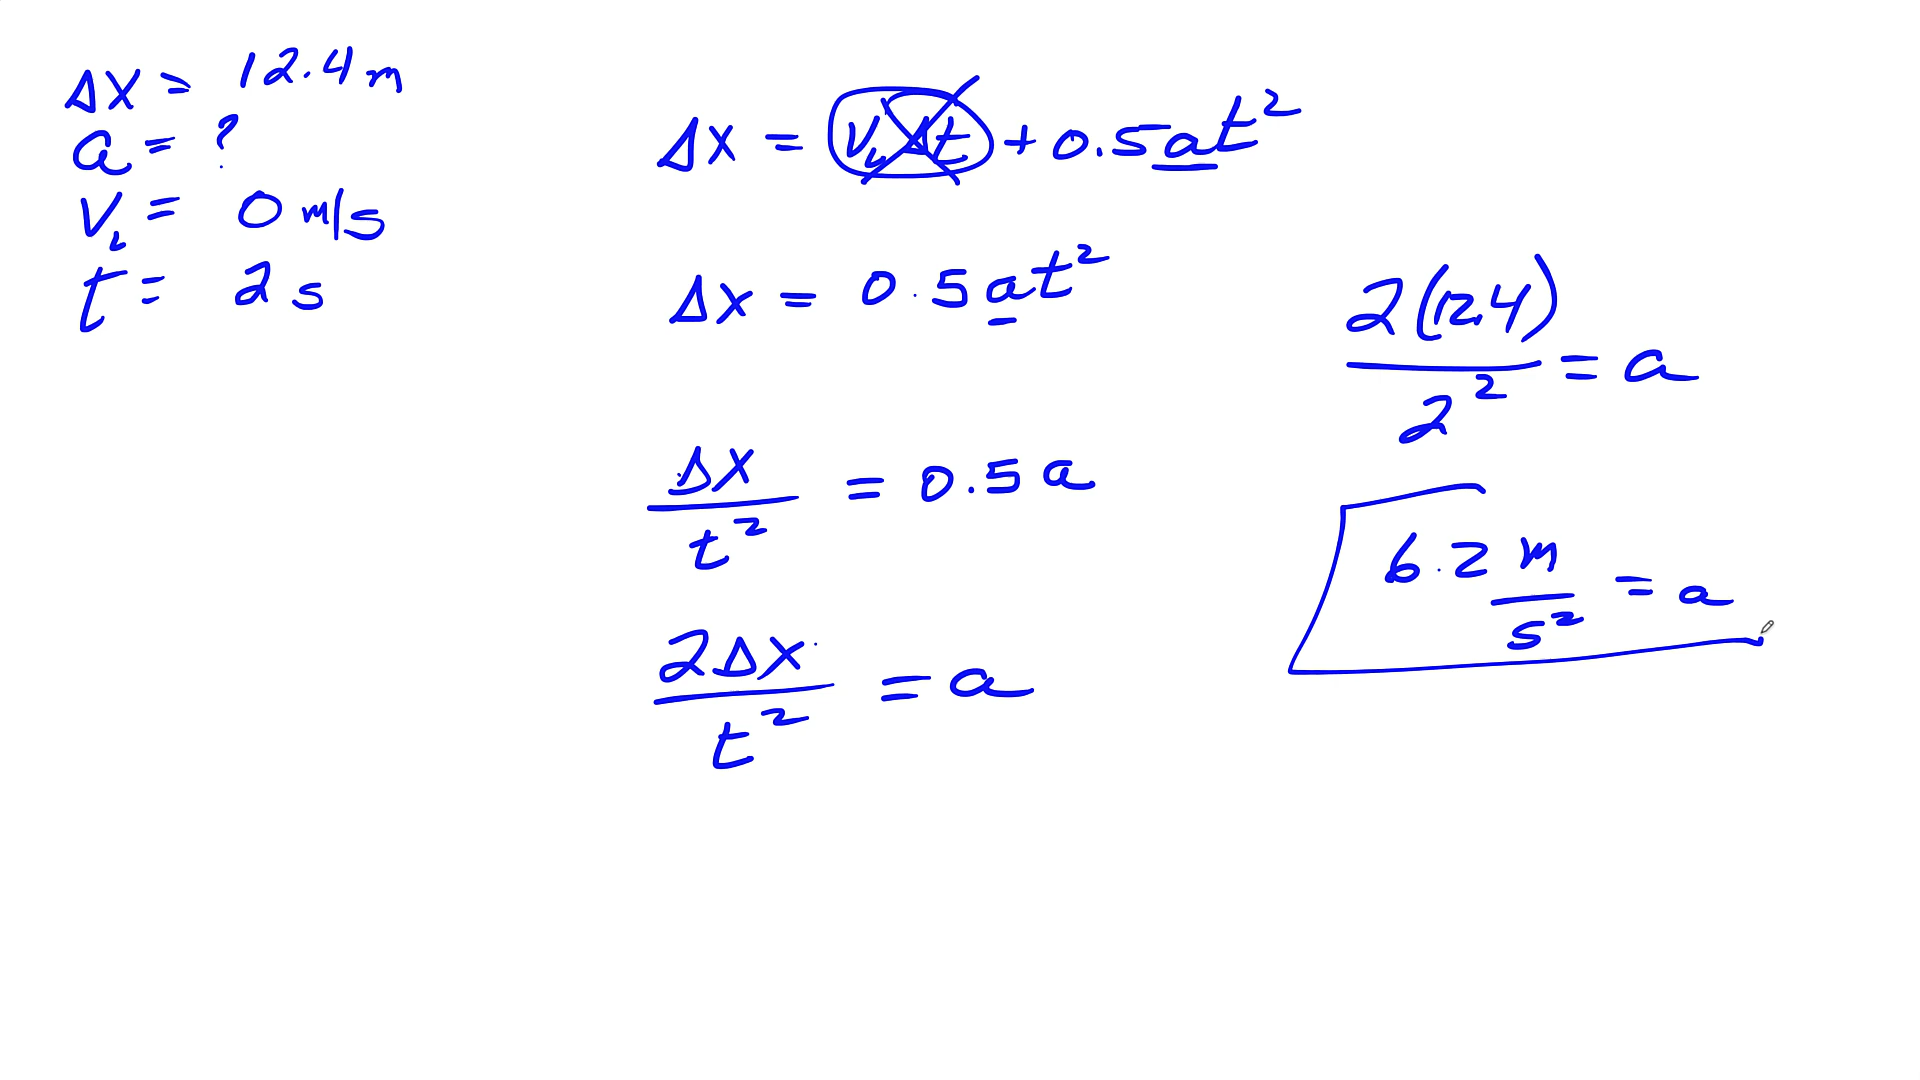 Δx = 12.4 m
a = ?
Vi = 0 m/s
t = 2 s
Δx = Vi Δt + 0.5at²
Δx = 0.5at²
Δx/t² = 0.5a
2Δx/t² = a
2(12.4)/2² = a
6.2 m/s² = a